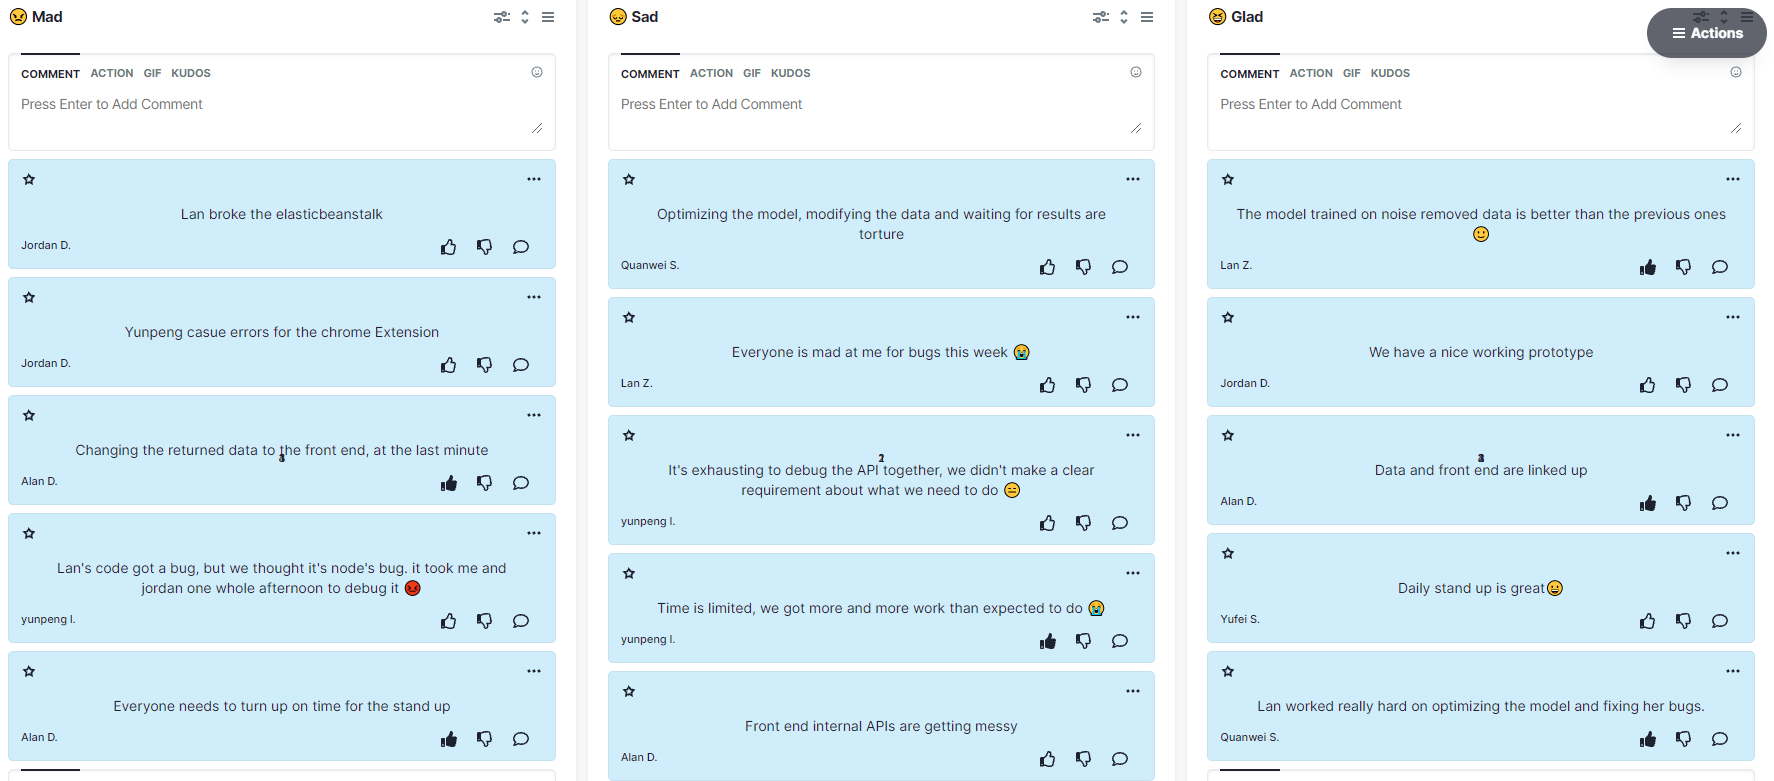 Mad
COMMENT ACTION GIF KUDOS
Press Enter to Add Comment
Lan broke the elasticbeanstalk
Jordan D.
Yunpeng casue errors for the chrome Extension
Jordan D.
Changing the returned data to the front end, at the last minute
Alan D.
Lan's code got a bug, but we thought it's node's bug. it took me and
jordan one whole afternoon to debug it
yunpeng l.
Everyone needs to turn up on time for the stand up
Alan D.
Sad
COMMENT ACTION GIF KUDOS
Press Enter to Add Comment
Optimizing the model, modifying the data and waiting for results are
torture
Quanwei S.
Everyone is mad at me for bugs this week
Lan Z.
It's exhausting to debug the API together, we didn't make a clear
requirement about what we need to do
yunpeng l.
Time is limited, we got more and more work than expected to do
yunpeng l.
Front end internal APIs are getting messy
Alan D.
Glad
Actions
COMMENT ACTION GIF KUDOS
Press Enter to Add Comment
The model trained on noise removed data is better than the previous ones
Lan Z.
We have a nice working prototype
Jordan D.
Data and front end are linked up
Alan D.
Daily stand up is great
Yufei S.
Lan worked really hard on optimizing the model and fixing her bugs.
Quanwei S.